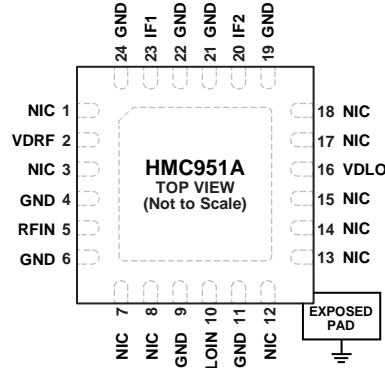 24 GND
23 IF1
22 GND
21 GND
20 IF2
19 GND
NIC 1
VDRF 2
NIC 3
GND 4
RFIN 5
GND 6
HMC951A
TOP VIEW
(Not to Scale)
18 NIC
17 NIC
16 VDLO
15 NIC
14 NIC
13 NIC
NIC 7
NIC 8
GND 9
LOIN 10
GND 11
NIC 12
EXPOSED
PAD